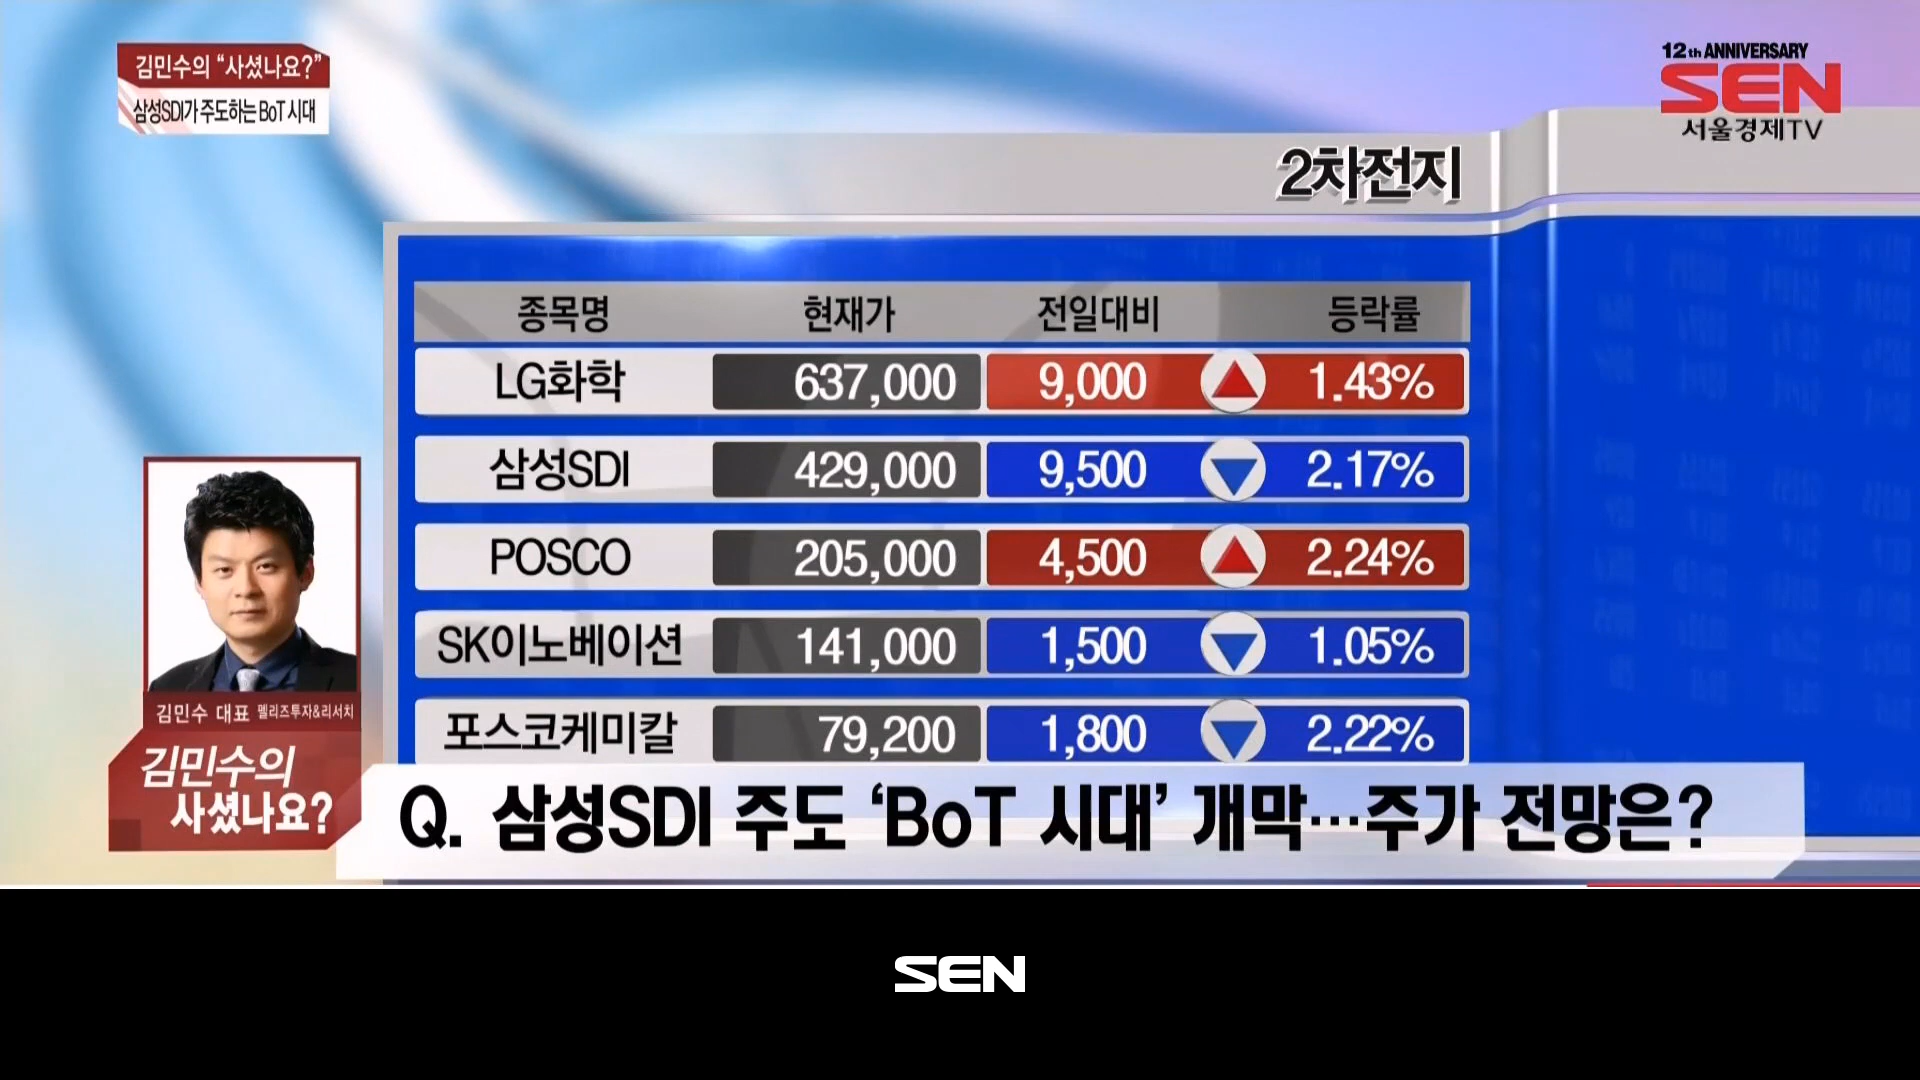 김민수의 “사셨나요?”
삼성SDI가 주도하는 BoT 시대
12th ANNIVERSARY
SEN
서울경제TV
2차전지
종목명 현재가 전일대비 등락률
LG화학 637,000 9,000 ▲ 1.43%
삼성SDI 429,000 9,500 ▼ 2.17%
POSCO 205,000 4,500 ▲ 2.24%
SK이노베이션 141,000 1,500 ▼ 1.05%
포스코케미칼 79,200 1,800 ▼ 2.22%
김민수 대표 멜리즈투자&리서치
김민수의
사셨나요?
Q. 삼성SDI 주도 ‘BoT 시대’ 개막…주가 전망은?
SEN